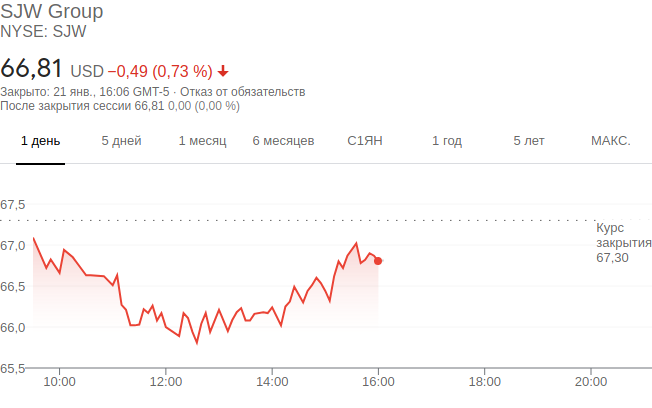 SJW Group
NYSE: SJW
66,81 USD −0,49 (0,73 %)
Закрыто: 21 янв., 16:06 GMT-5 · Отказ от обязательств
После закрытия сессии 66,81 0,00 (0,00 %)
1 день 5 дней 1 месяц 6 месяцев С1ЯН 1 год 5 лет МАКС.
67,5
Курс
закрытия
67,30
67,0
66,5
66,0
65,5
10:00 12:00 14:00 16:00 18:00 20:00